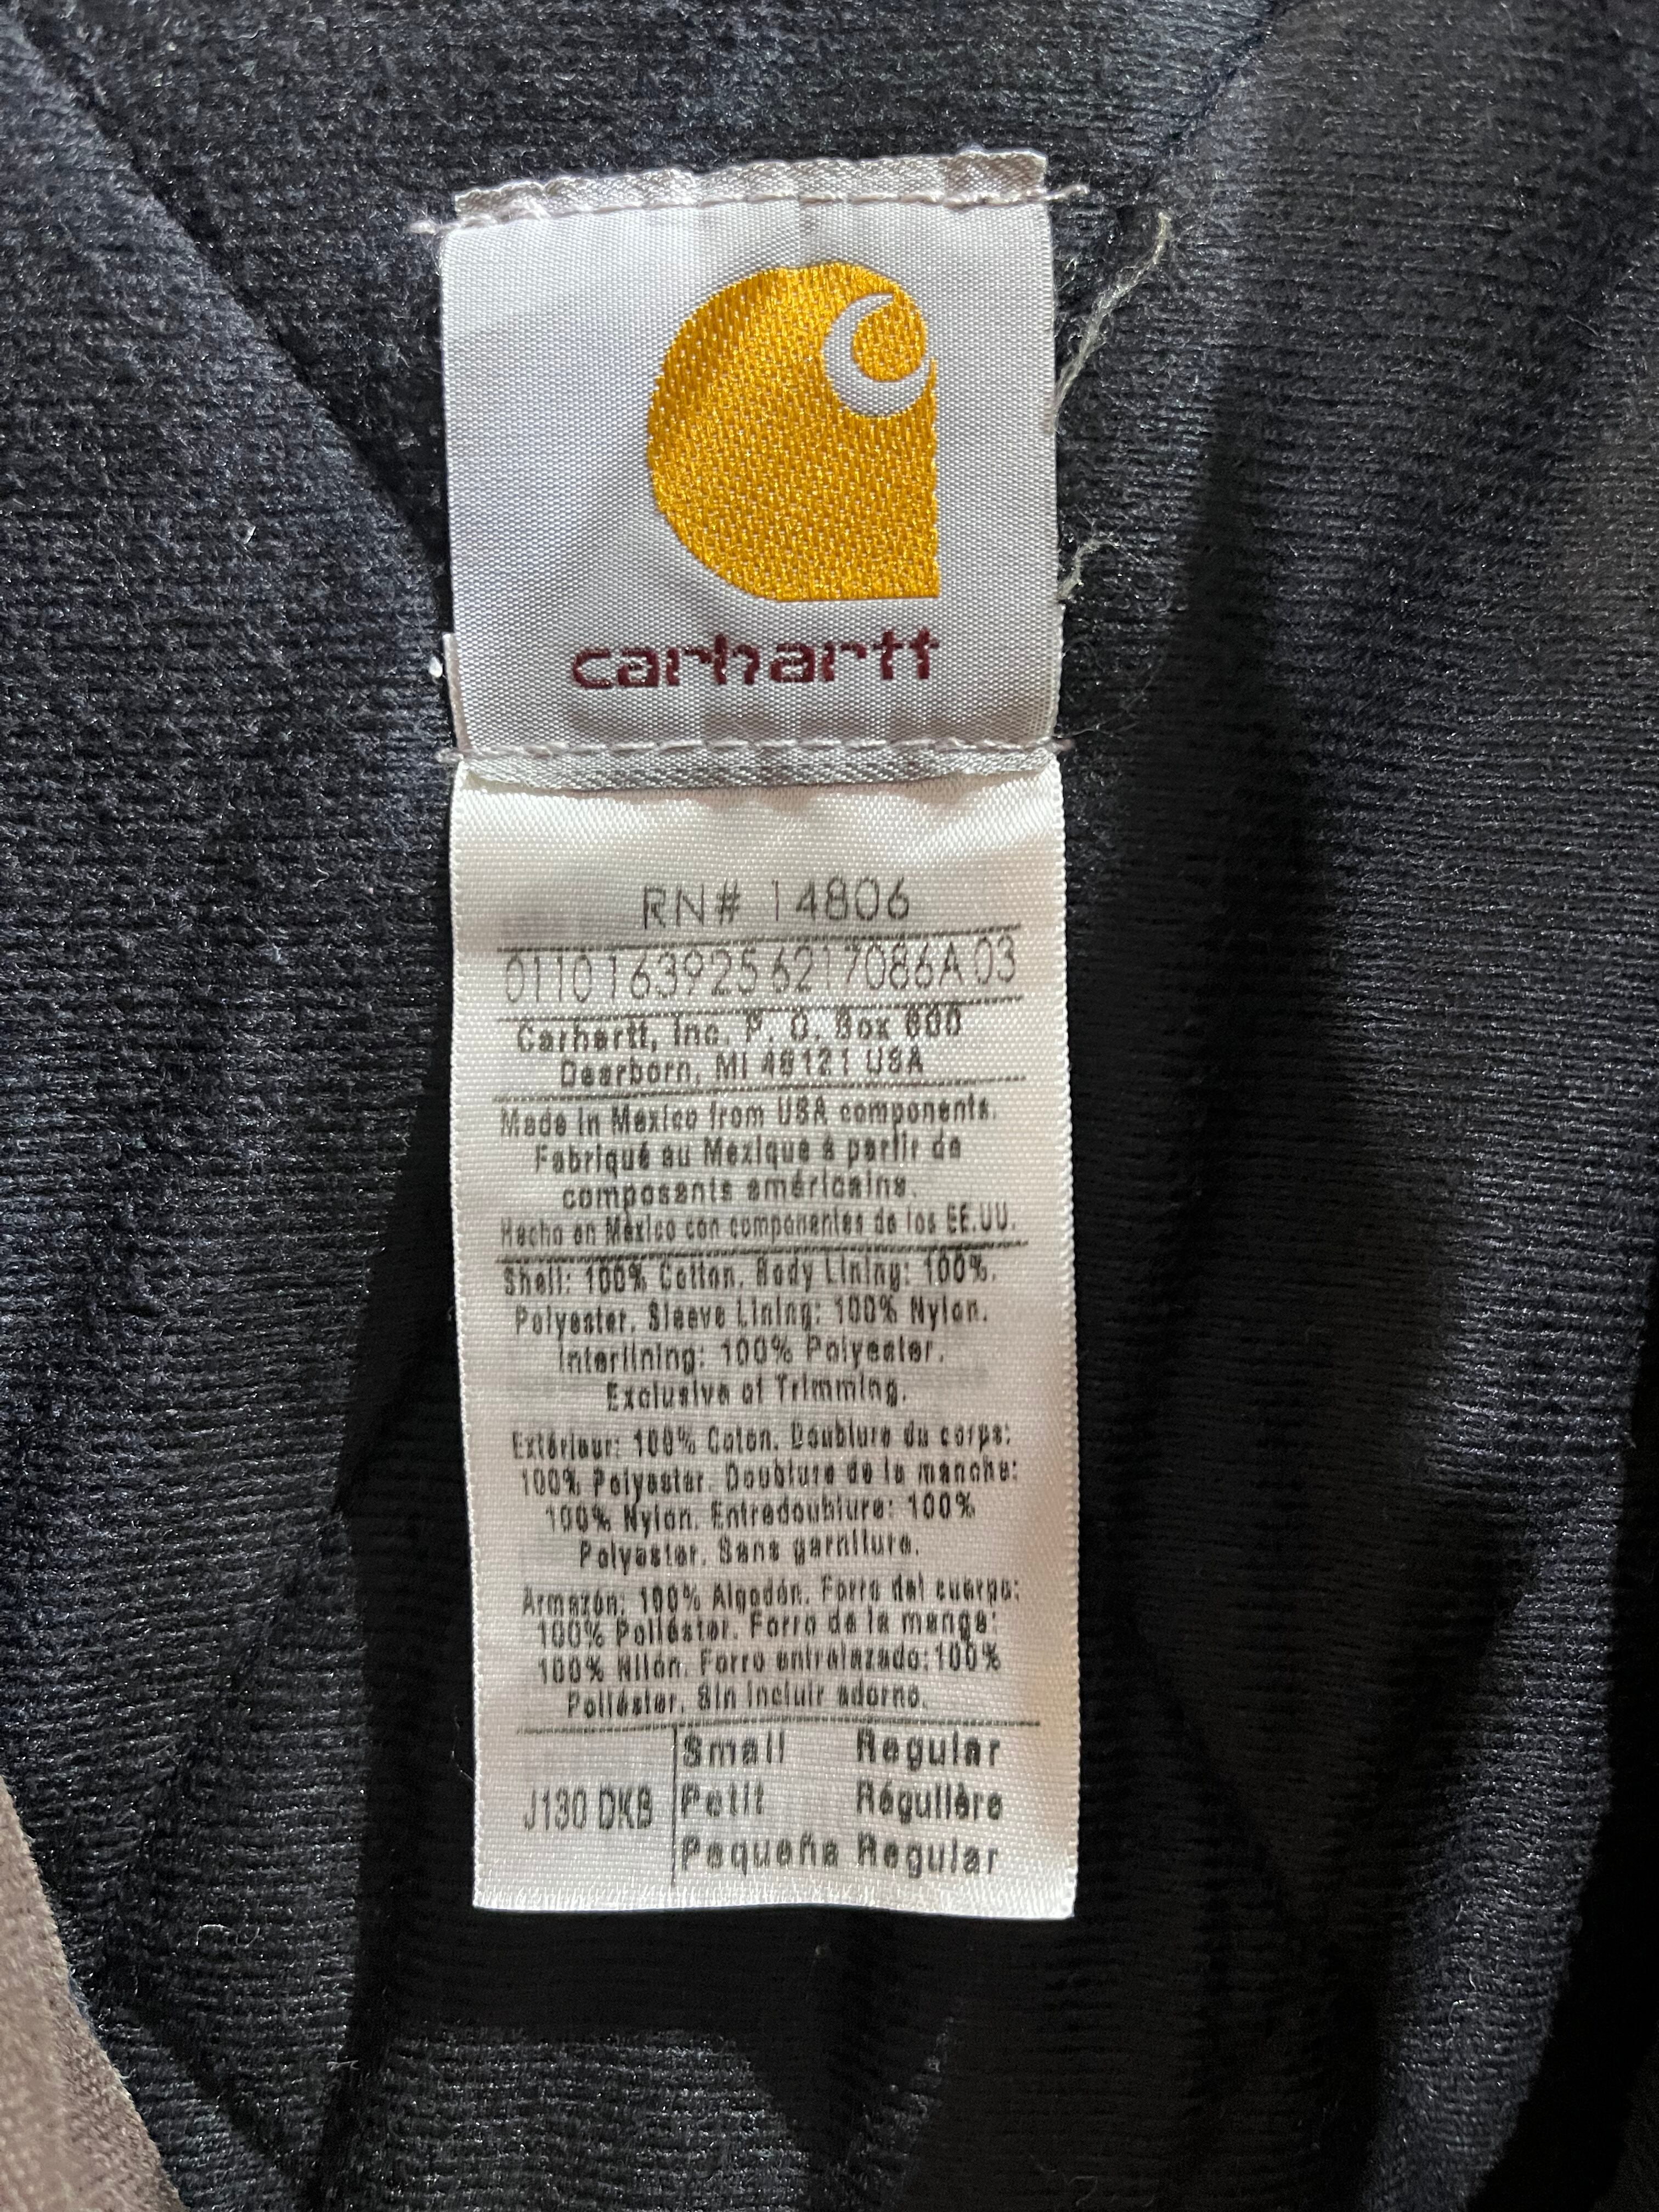 carhartt
RN# 14806
0110163925 6217086A 03
Carhartt, Inc. P. O. Box 600
Dearborn, MI 48121 USA
Made in Mexico from USA components.
Fabriqué au Mexique à partir de
composants américains.
Hecho en México con componentes de los EE.UU.
Shell: 100% Cotton. Body Lining: 100%.
Polyester. Sleeve Lining: 100% Nylon.
Interlining: 100% Polyester.
Exclusive of Trimming.
Extérieur: 100% Coton. Doublure du corps:
100% Polyester. Doublure de la manche:
100% Nylon. Entredoublure: 100%
Polyester. Sans garniture.
Armazón: 100% Algodón. Forro del cuerpo:
100% Poliéster. Forro de la manga:
100% Nilón. Forro entrelazado:100%
Poliéster. Sin incluir adorno.
J130 DKB
Small Regular
Petit Régulière
Pequeña Regular